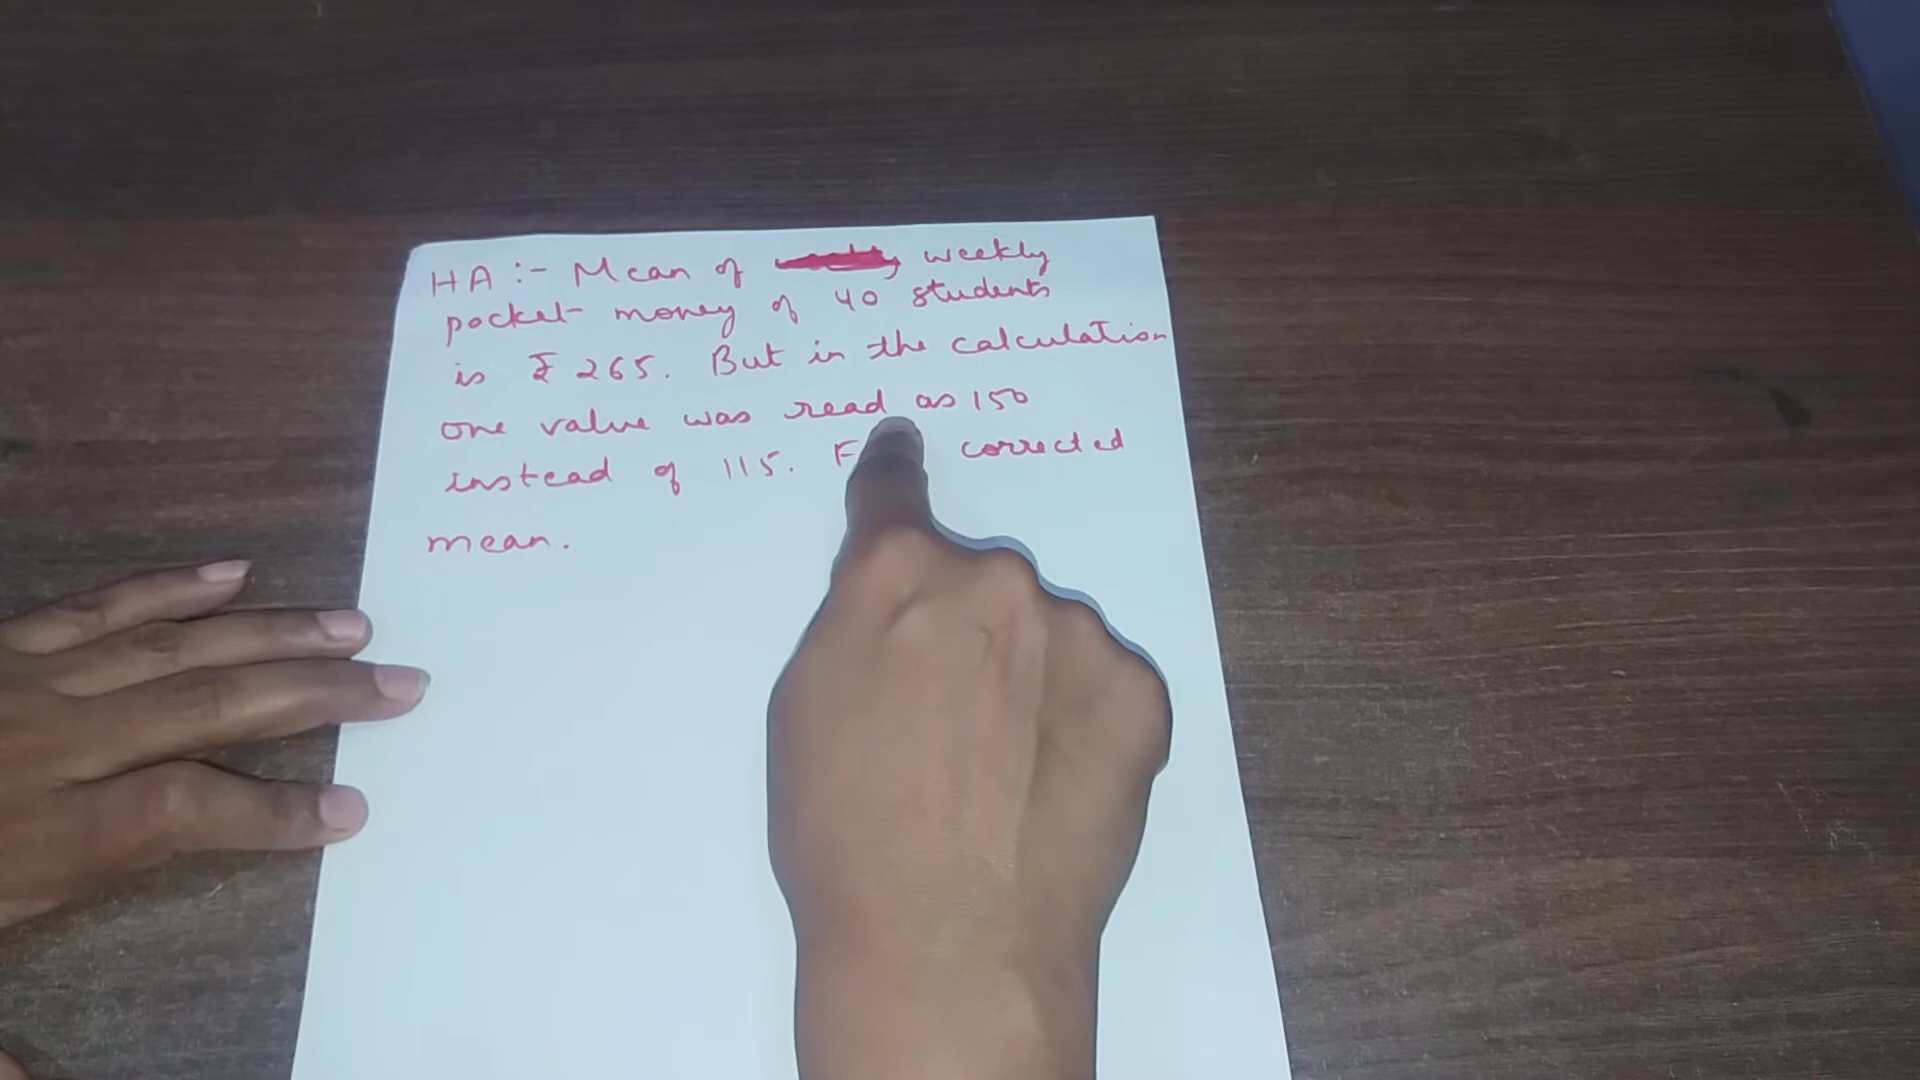 HA :- Mean of weekly
pocket money of 40 students
is ₹ 265. But in the calculation
one value was read as 150
instead of 115. corrected
mean.